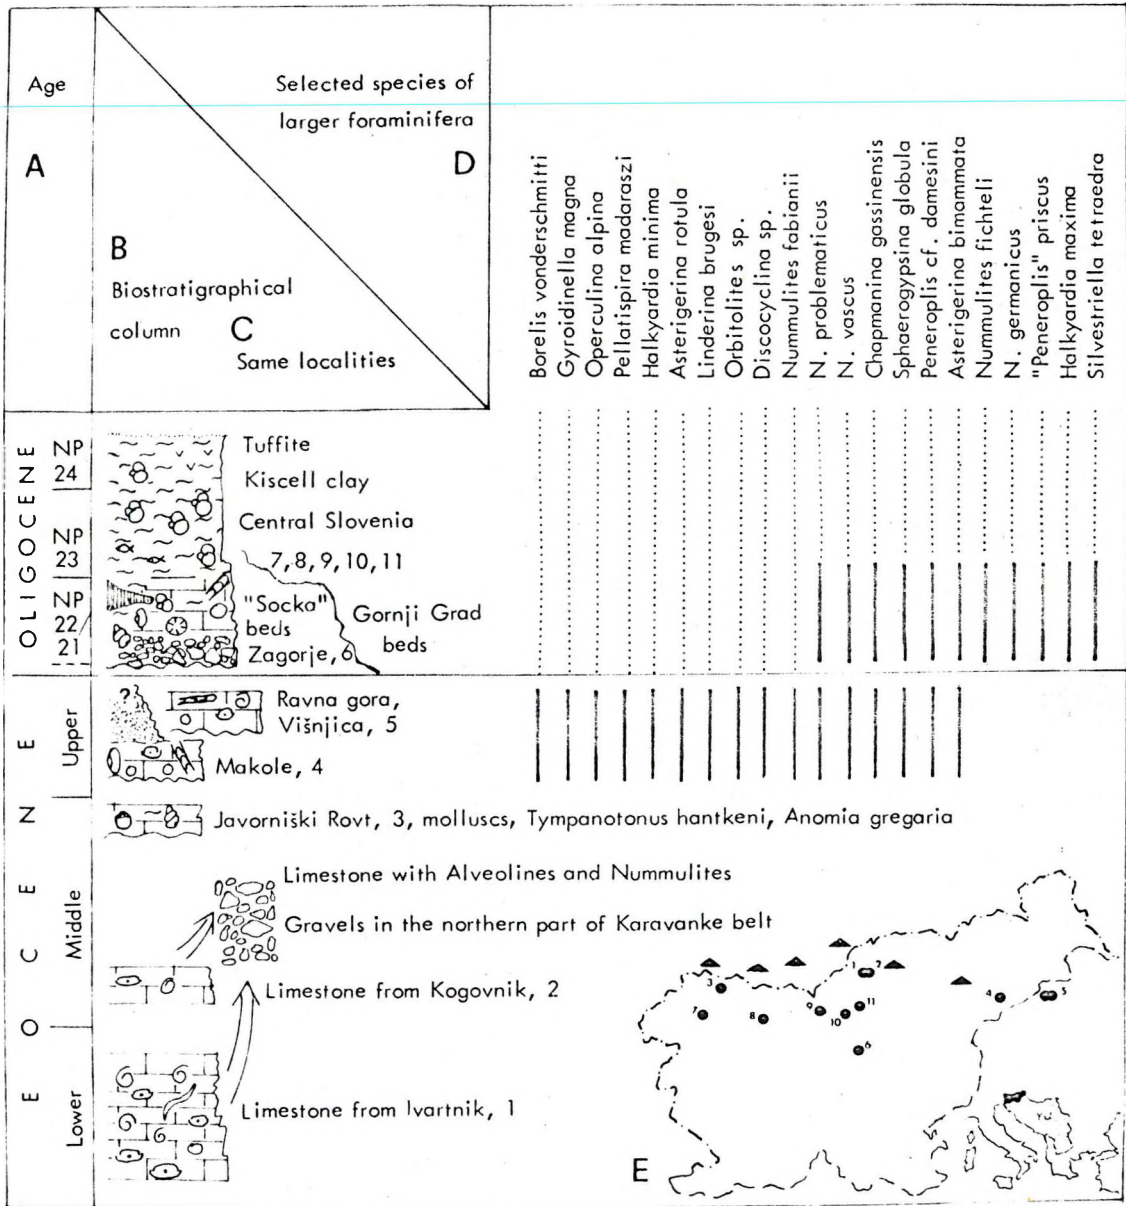 Age
Selected species of
larger foraminifera
A
D
B
Biostratigraphical
column
C
Same localities
Borelis vonderschmitti
Gyroidinella magna
Operculina alpina
Pellatispira madaraszi
Halkyardia minima
Asterigerina rotula
Linderina brugesi
Orbitolites sp.
Discocyclina sp.
Nummulites fabianii
N. problematicus
N. vascus
Chapmanina gassinensis
Sphaerogypsina globula
Peneroplis cf. damesini
Asterigerina bimammata
Nummulites fichteli
N. germanicus
"Peneroplis" priscus
Halkyardia maxima
Silvestriella tetraedra
OLIGOCENE
NP
24
NP
23
NP
22/
21
Tuffite
Kiscell clay
Central Slovenia
7,8,9,10,11
"Socka"
beds
Zagorje, 6
Gornji Grad
beds
EOCENE
Upper
?
Ravna gora,
Višnjica, 5
Makole, 4
Javorniški Rovt, 3, molluscs, Tympanotonus hantkeni, Anomia gregaria
Middle
Limestone with Alveolines and Nummulites
Gravels in the northern part of Karavanke belt
Limestone from Kogovnik, 2
Lower
Limestone from Ivartnik, 1
1
2
3
4
5
7
8
9
10
11
6
YU
E